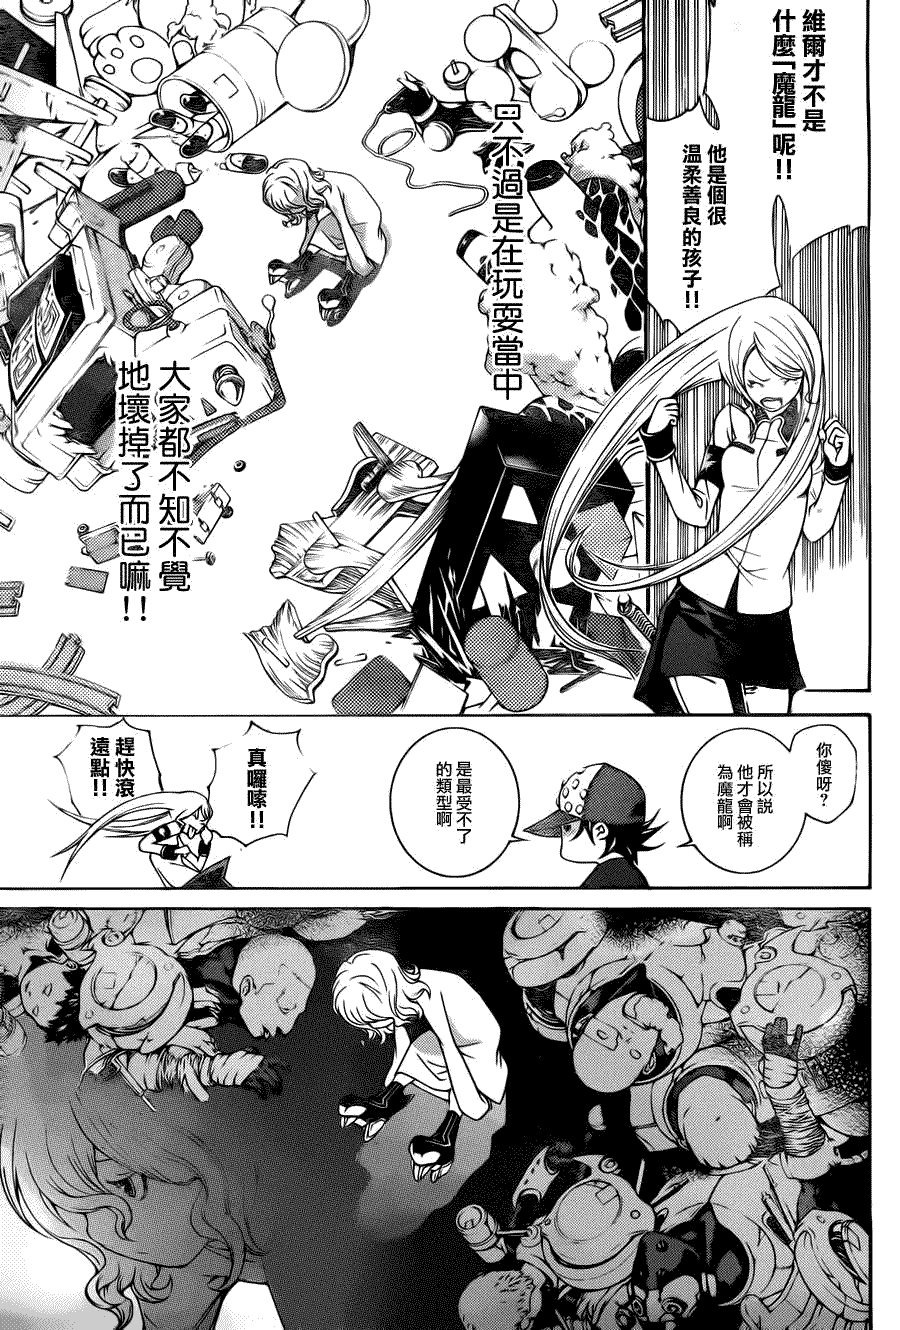 維爾才不是
什麼「魔龍」呢!!
他是個很
溫柔善良的孩子!!
只不過是在玩耍當中
大家都不知不覺
地壞掉了而已嘛!!
你傻呀?
所以說
他才會被稱
為魔龍啊
是最受不了
的類型啊
真囉嗦!!
趕快滾
遠點!!